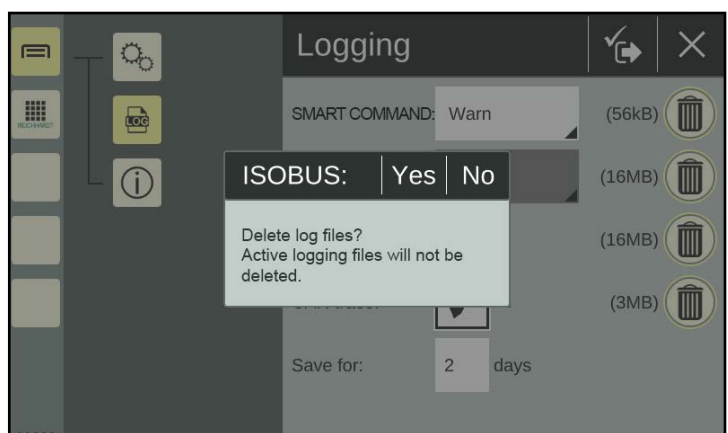 Logging
REICHHARDT
LOG
SMART COMMAND: Warn (56kB)
(16MB)
ISOBUS: Yes No
Delete log files?
Active logging files will not be
deleted.
(16MB)
(3MB)
Save for: 2 days